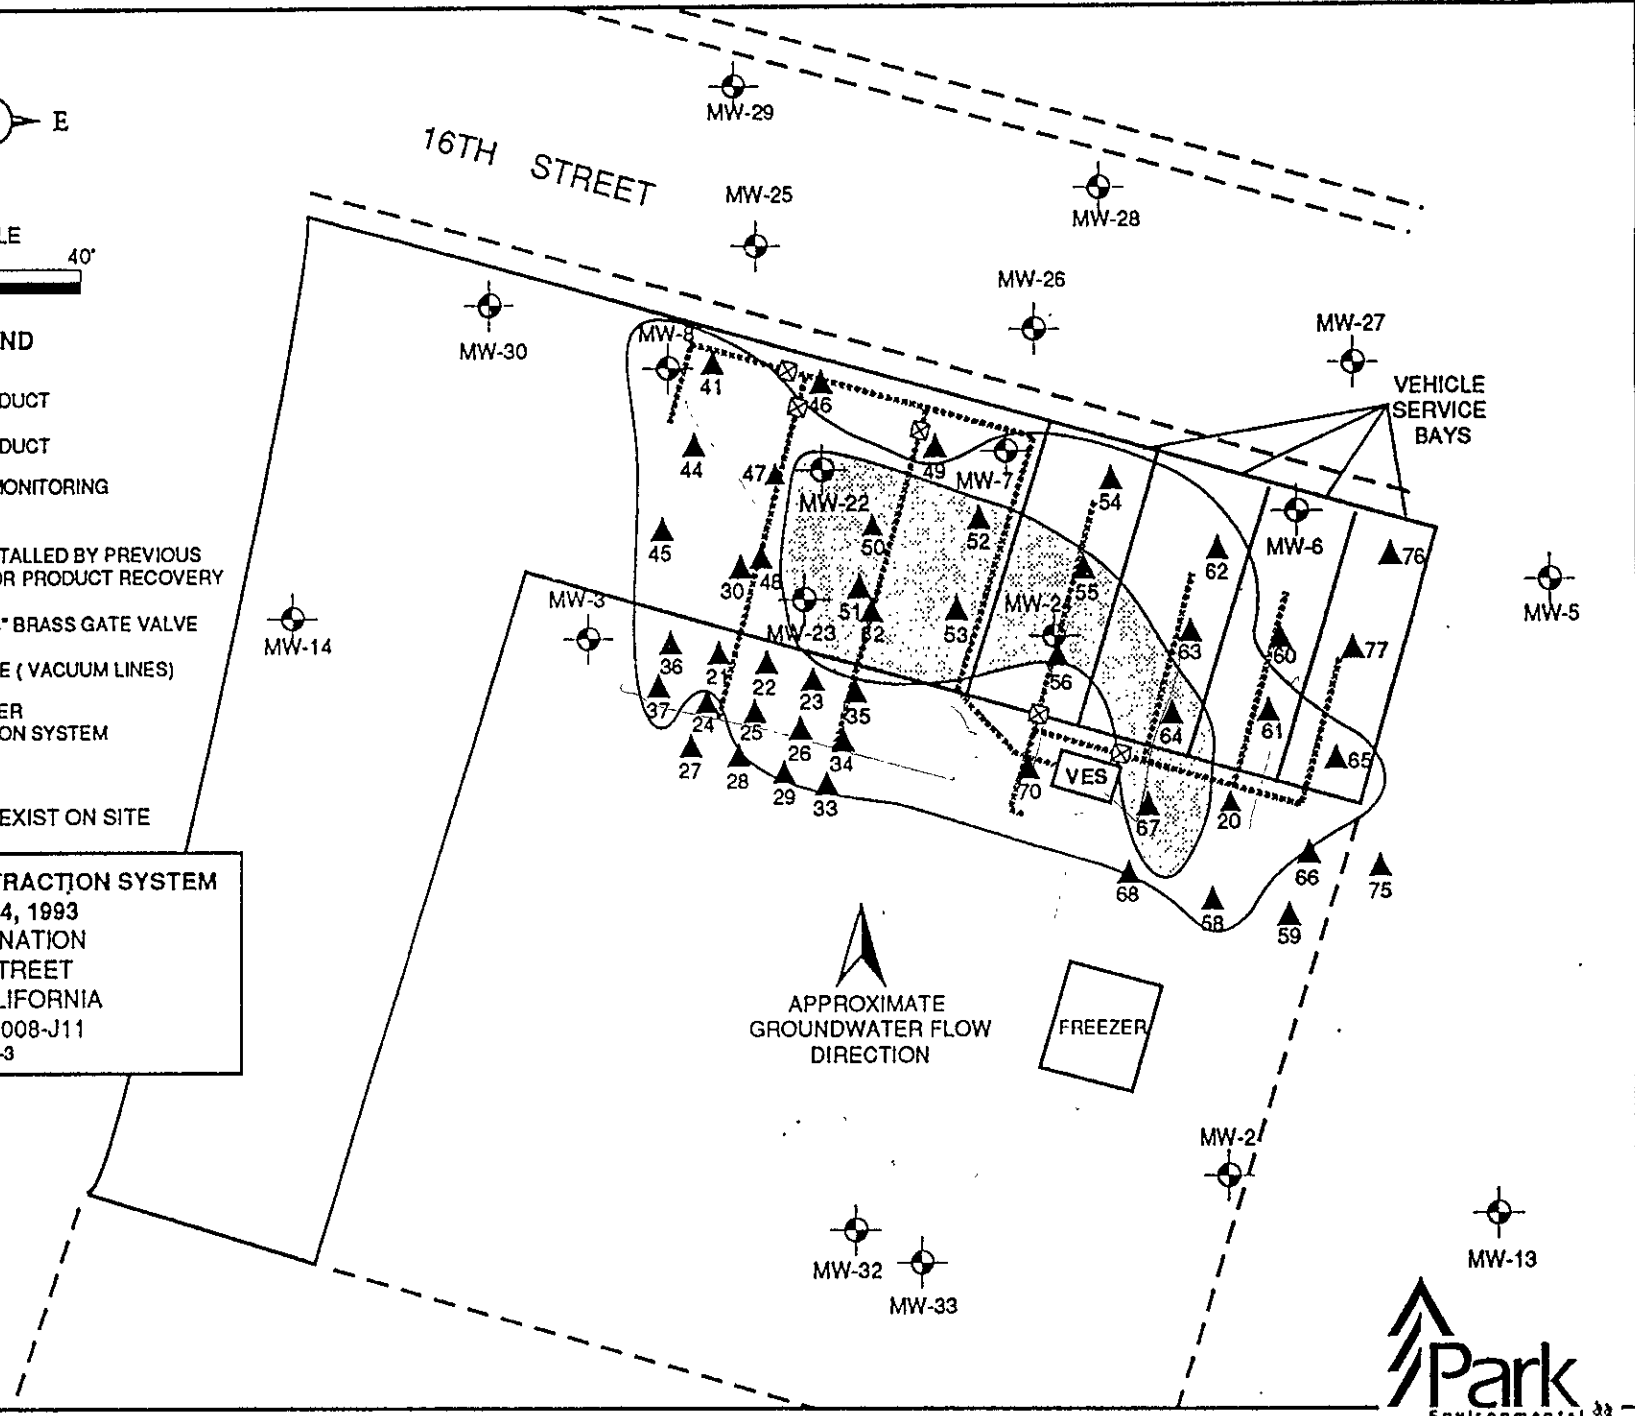 MW-29
E
16TH STREET
MW-25
MW-28
LE
40'
MW-26
MW-30
MW-27
ND
MW-8
VEHICLE
SERVICE
BAYS
DUCT
41
46
DUCT
MONITORING
44
47
49
MW-7
54
MW-22
STALLED BY PREVIOUS
OR PRODUCT RECOVERY
45
50
52
MW-6
76
62
30
48
55
MW-3
51
MW-2
MW-5
" BRASS GATE VALVE
MW-14
MW-23
53
63
60
77
E ( VACUUM LINES)
36
21
22
56
23
35
37
24
25
64
61
ER
ON SYSTEM
26
34
65
27
28
29
33
70
VES
67
20
EXIST ON SITE
66
75
68
58
59
TRACTION SYSTEM
4, 1993
NATION
TREET
LIFORNIA
008-J11
-3
APPROXIMATE
GROUNDWATER FLOW
DIRECTION
FREEZER
MW-2
MW-32
MW-33
MW-13
Park